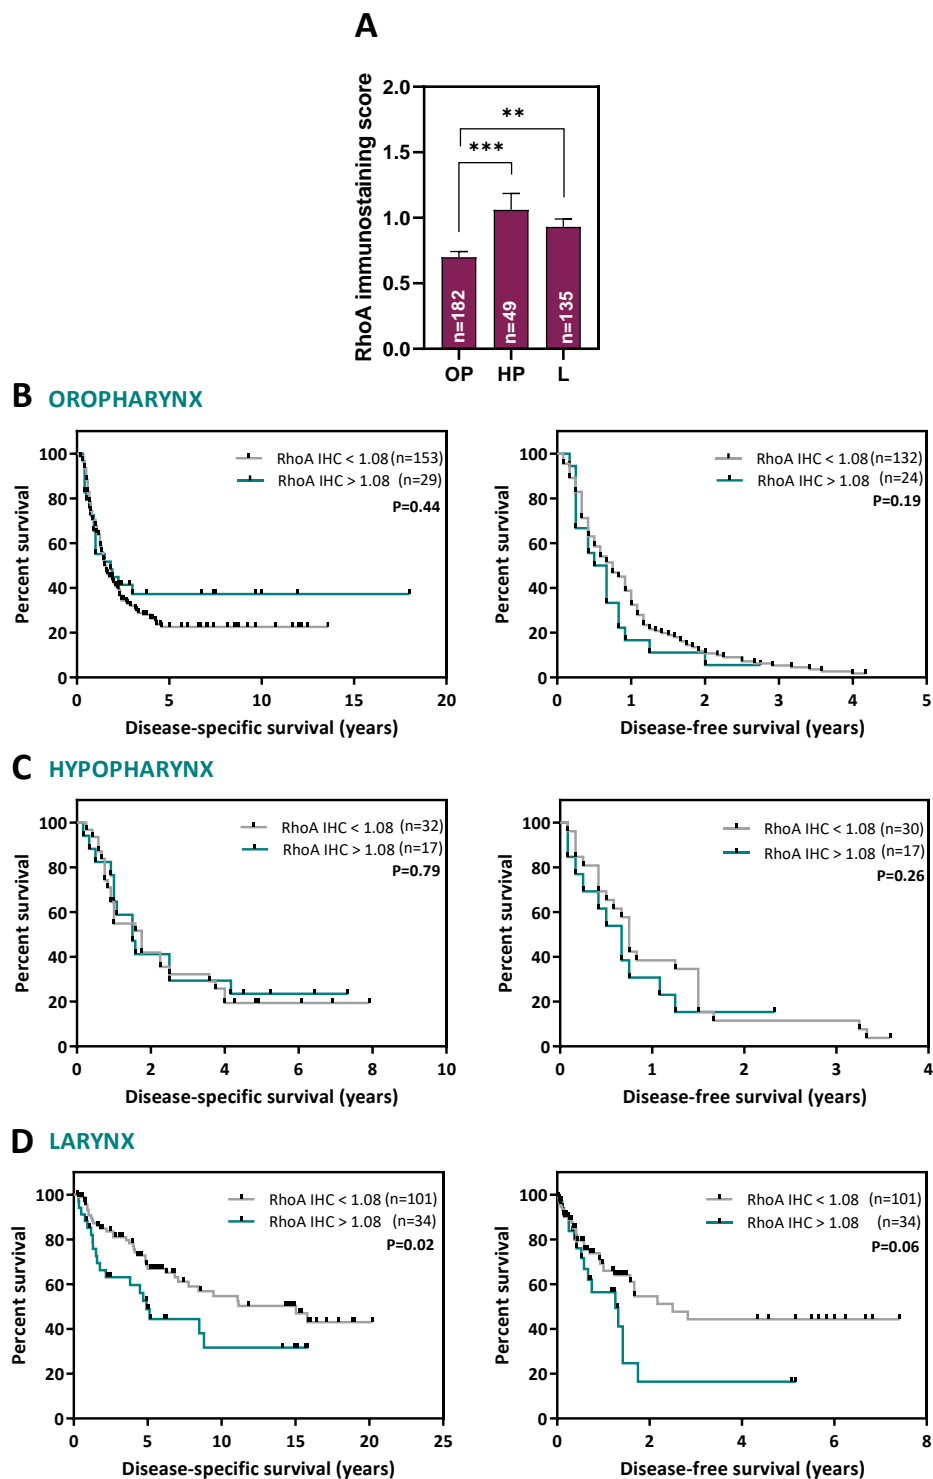 A
RhoA immunostaining score
2.0
1.5
1.0
0.5
0.0
**
***
n=182
n=49
n=135
OP HP L
B OROPHARYNX
Percent survival
100
80
60
40
20
0
RhoA IHC < 1.08 (n=153)
RhoA IHC > 1.08 (n=29)
P=0.44
0 5 10 15 20
Disease-specific survival (years)
Percent survival
100
80
60
40
20
0
RhoA IHC < 1.08 (n=132)
RhoA IHC > 1.08 (n=24)
P=0.19
0 1 2 3 4 5
Disease-free survival (years)
C HYPOPHARYNX
Percent survival
100
80
60
40
20
0
RhoA IHC < 1.08 (n=32)
RhoA IHC > 1.08 (n=17)
P=0.79
0 2 4 6 8 10
Disease-specific survival (years)
Percent survival
100
80
60
40
20
0
RhoA IHC < 1.08 (n=30)
RhoA IHC > 1.08 (n=17)
P=0.26
0 1 2 3 4
Disease-free survival (years)
D LARYNX
Percent survival
100
80
60
40
20
0
RhoA IHC < 1.08 (n=101)
RhoA IHC > 1.08 (n=34)
P=0.02
0 5 10 15 20 25
Disease-specific survival (years)
Percent survival
100
80
60
40
20
0
RhoA IHC < 1.08 (n=101)
RhoA IHC > 1.08 (n=34)
P=0.06
0 2 4 6 8
Disease-free survival (years)